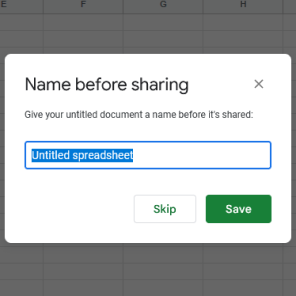 E F G H
Name before sharing
Give your untitled document a name before it's shared:
Untitled spreadsheet
Skip Save